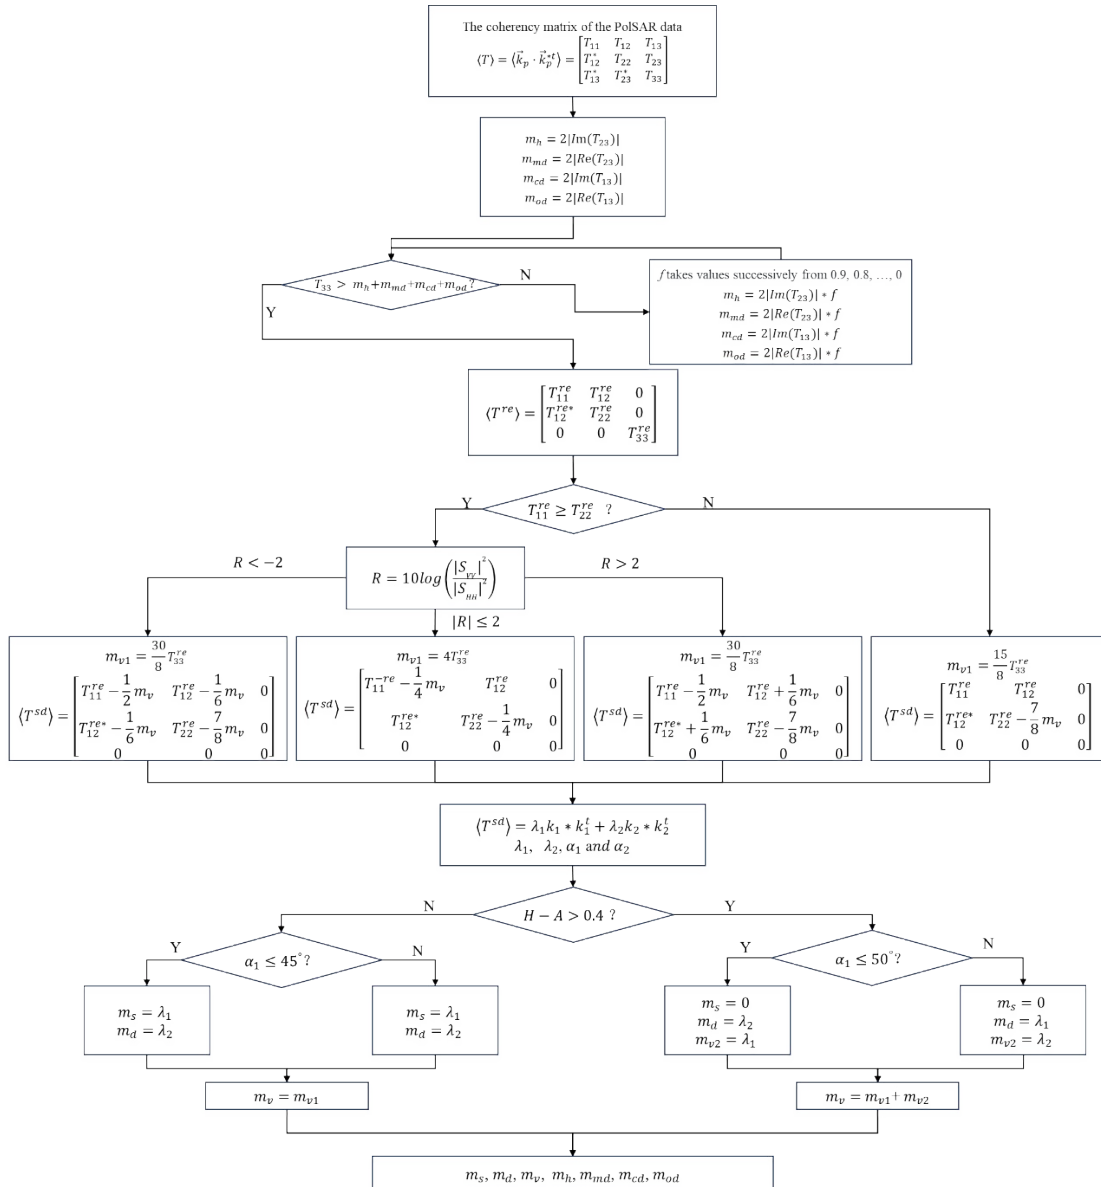 The coherency matrix of the PolSAR data
⟨T⟩ = ⟨k⃗ₚ · k⃗ₚ*ᵗ⟩ = [T₁₁ T₁₂ T₁₃
T*₁₂ T₂₂ T₂₃
T*₁₃ T*₂₃ T₃₃]
m_h = 2|Im(T₂₃)|
m_md = 2|Re(T₂₃)|
m_cd = 2|Im(T₁₃)|
m_od = 2|Re(T₁₃)|
T₃₃ > m_h+m_md+m_cd+m_od?
N
Y
f takes values successively from 0.9, 0.8, …, 0
m_h = 2|Im(T₂₃)| * f
m_md = 2|Re(T₂₃)| * f
m_cd = 2|Im(T₁₃)| * f
m_od = 2|Re(T₁₃)| * f
⟨T^re⟩ = [T₁₁^re T₁₂^re 0
T₁₂^re* T₂₂^re 0
0 0 T₃₃^re]
T₁₁^re ≥ T₂₂^re ?
Y
N
R = 10log(|S_VV|²/|S_HH|²)
R < −2
R > 2
|R| ≤ 2
m_v1 = 30/8 T₃₃^re
⟨T^sd⟩ = [T₁₁^re − 1/2 m_v T₁₂^re − 1/6 m_v 0
T₁₂^re* − 1/6 m_v T₂₂^re − 7/8 m_v 0
0 0 0]
m_v1 = 4T₃₃^re
⟨T^sd⟩ = [T₁₁^−re − 1/4 m_v T₁₂^re 0
T₁₂^re* T₂₂^re − 1/4 m_v 0
0 0 0]
m_v1 = 30/8 T₃₃^re
⟨T^sd⟩ = [T₁₁^re − 1/2 m_v T₁₂^re + 1/6 m_v 0
T₁₂^re* + 1/6 m_v T₂₂^re − 7/8 m_v 0
0 0 0]
m_v1 = 15/8 T₃₃^re
⟨T^sd⟩ = [T₁₁^re T₁₂^re 0
T₁₂^re* T₂₂^re − 7/8 m_v 0
0 0 0]
⟨T^sd⟩ = λ₁k₁ * k₁ᵗ + λ₂k₂ * k₂ᵗ
λ₁, λ₂, α₁ and α₂
H − A > 0.4 ?
N
Y
α₁ ≤ 45°?
Y
N
α₁ ≤ 50°?
Y
N
m_s = λ₁
m_d = λ₂
m_s = λ₁
m_d = λ₂
m_s = 0
m_d = λ₂
m_v2 = λ₁
m_s = 0
m_d = λ₁
m_v2 = λ₂
m_v = m_v1
m_v = m_v1 + m_v2
m_s, m_d, m_v, m_h, m_md, m_cd, m_od